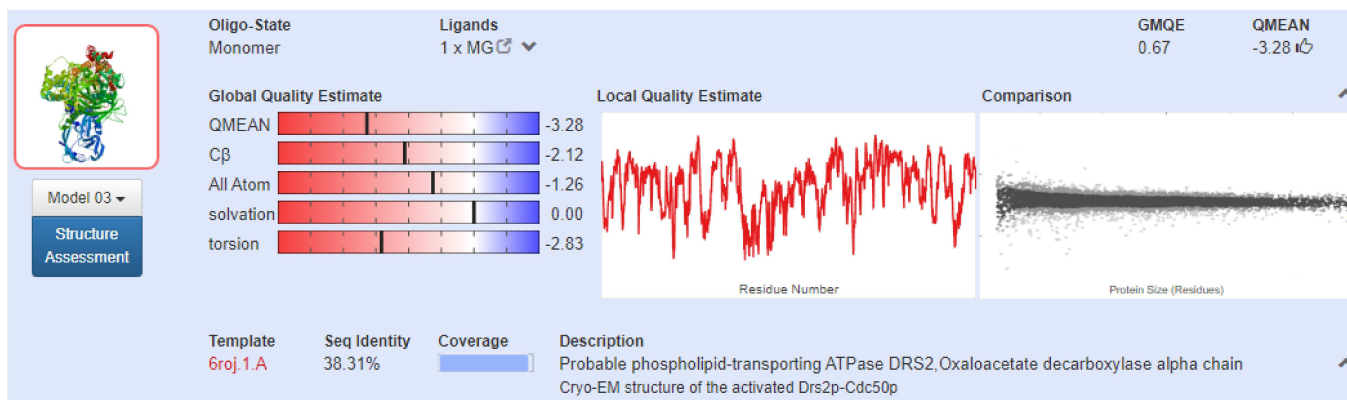 Oligo-State Ligands GMQE QMEAN
Monomer 1 x MG 0.67 -3.28
Global Quality Estimate Local Quality Estimate Comparison
QMEAN -3.28
Cβ -2.12
All Atom -1.26
solvation 0.00
torsion -2.83
Model 03
Structure
Assessment
Residue Number
Protein Size (Residues)
Template Seq Identity Coverage Description
6roj.1.A 38.31% Probable phospholipid-transporting ATPase DRS2,Oxaloacetate decarboxylase alpha chain
Cryo-EM structure of the activated Drs2p-Cdc50p